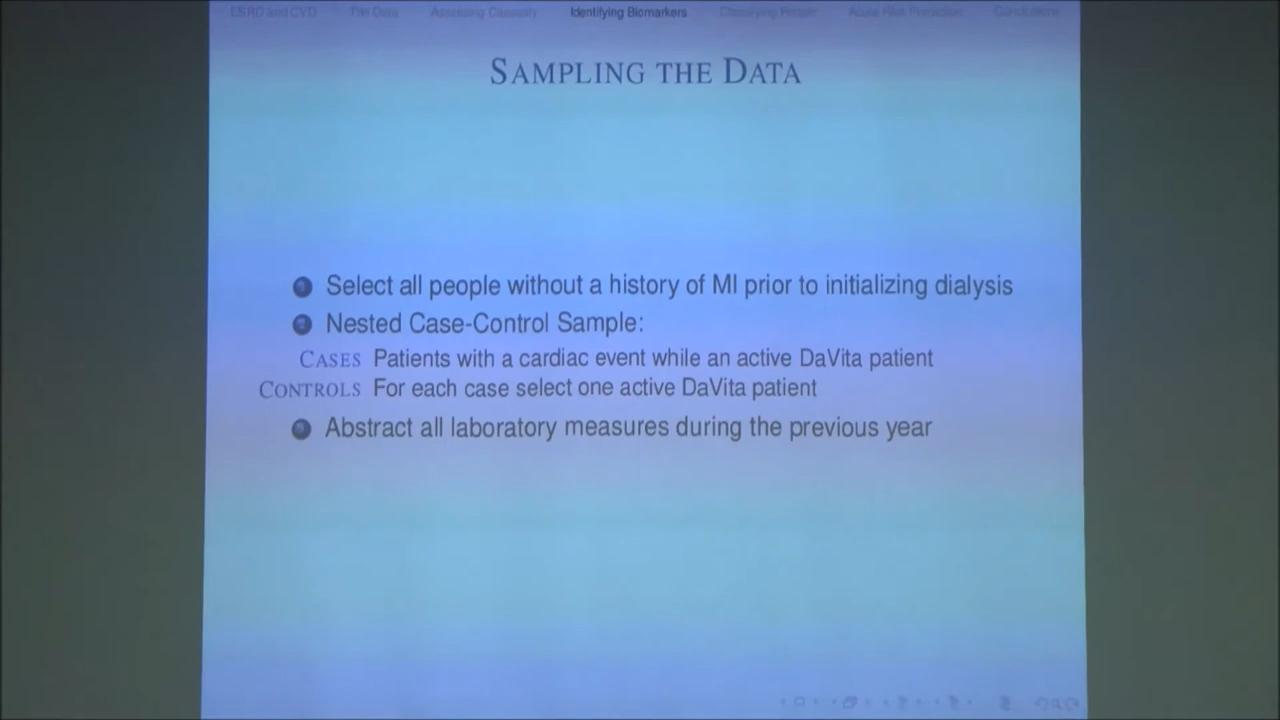 ESRD and CVD The Data Assessing Causality Identifying Biomarkers Classifying People Acute Risk Prediction Conclusions
SAMPLING THE DATA
Select all people without a history of MI prior to initializing dialysis
Nested Case-Control Sample:
CASES Patients with a cardiac event while an active DaVita patient
CONTROLS For each case select one active DaVita patient
Abstract all laboratory measures during the previous year